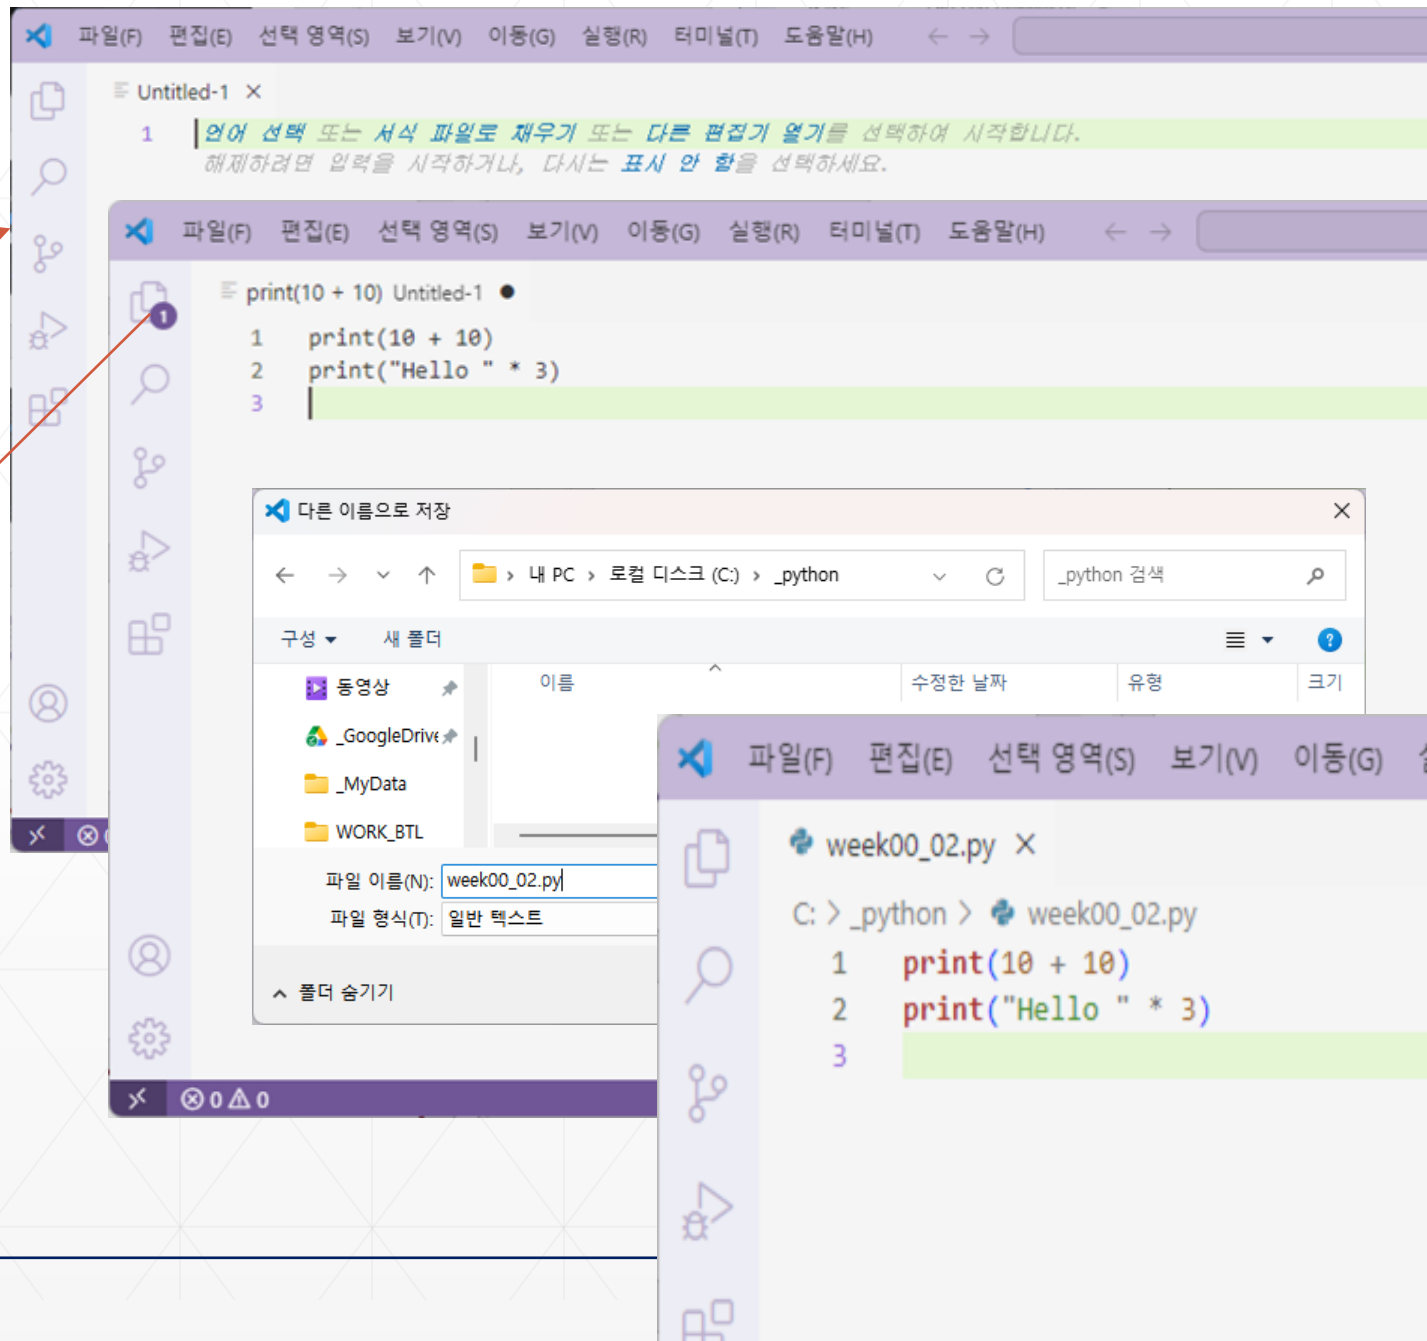 파일(F) 편집(E) 선택 영역(S) 보기(V) 이동(G) 실행(R) 터미널(T) 도움말(H)
Untitled-1
1 언어 선택 또는 서식 파일로 채우기 또는 다른 편집기 열기를 선택하여 시작합니다.
해제하려면 입력을 시작하거나, 다시는 표시 안 함을 선택하세요.
파일(F) 편집(E) 선택 영역(S) 보기(V) 이동(G) 실행(R) 터미널(T) 도움말(H)
1
print(10 + 10) Untitled-1 ●
1 print(10 + 10)
2 print("Hello " * 3)
3
다른 이름으로 저장
내 PC > 로컬 디스크 (C:) > _python
_python 검색
구성 새 폴더
이름 수정한 날짜 유형 크기
동영상
_GoogleDrive
_MyData
WORK_BTL
파일 이름(N): week00_02.py
파일 형식(T): 일반 텍스트
폴더 숨기기
0 0
파일(F) 편집(E) 선택 영역(S) 보기(V) 이동(G)
week00_02.py
C: > _python > week00_02.py
1 print(10 + 10)
2 print("Hello " * 3)
3